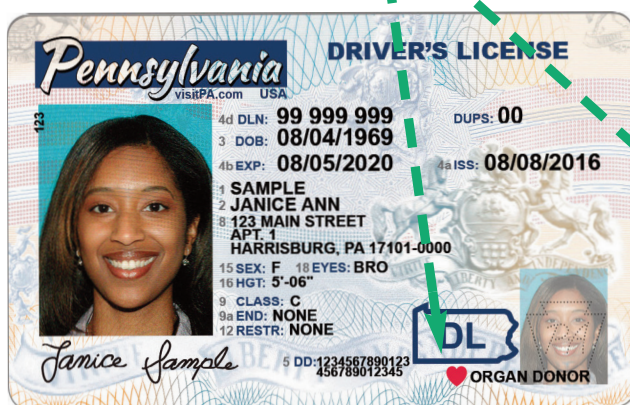 Pennsylvania
visitPA.com USA
DRIVER'S LICENSE
123
4d DLN: 99 999 999 DUPS: 00
3 DOB: 08/04/1969
4b EXP: 08/05/2020 4a ISS: 08/08/2016
1 SAMPLE
2 JANICE ANN
8 123 MAIN STREET
APT. 1
HARRISBURG, PA 17101-0000
15 SEX: F 18 EYES: BRO
16 HGT: 5'-06"
9 CLASS: C
9a END: NONE
12 RESTR: NONE
DL
Janice Sample
5 DD: 1234567890123
456789012345
ORGAN DONOR